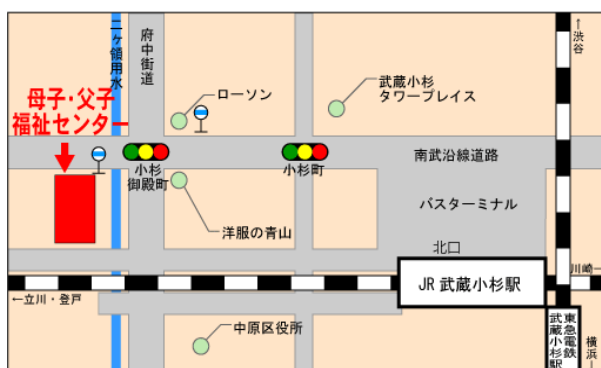 二ヶ領用水
府中街道
母子・父子
福祉センター
ローソン
武蔵小杉
タワープレイス
←渋谷
小杉
御殿町
小杉町
南武沿線道路
洋服の青山
バスターミナル
北口
JR 武蔵小杉駅
川崎→
←立川・登戸
中原区役所
東急電鉄
武蔵小杉駅
横浜